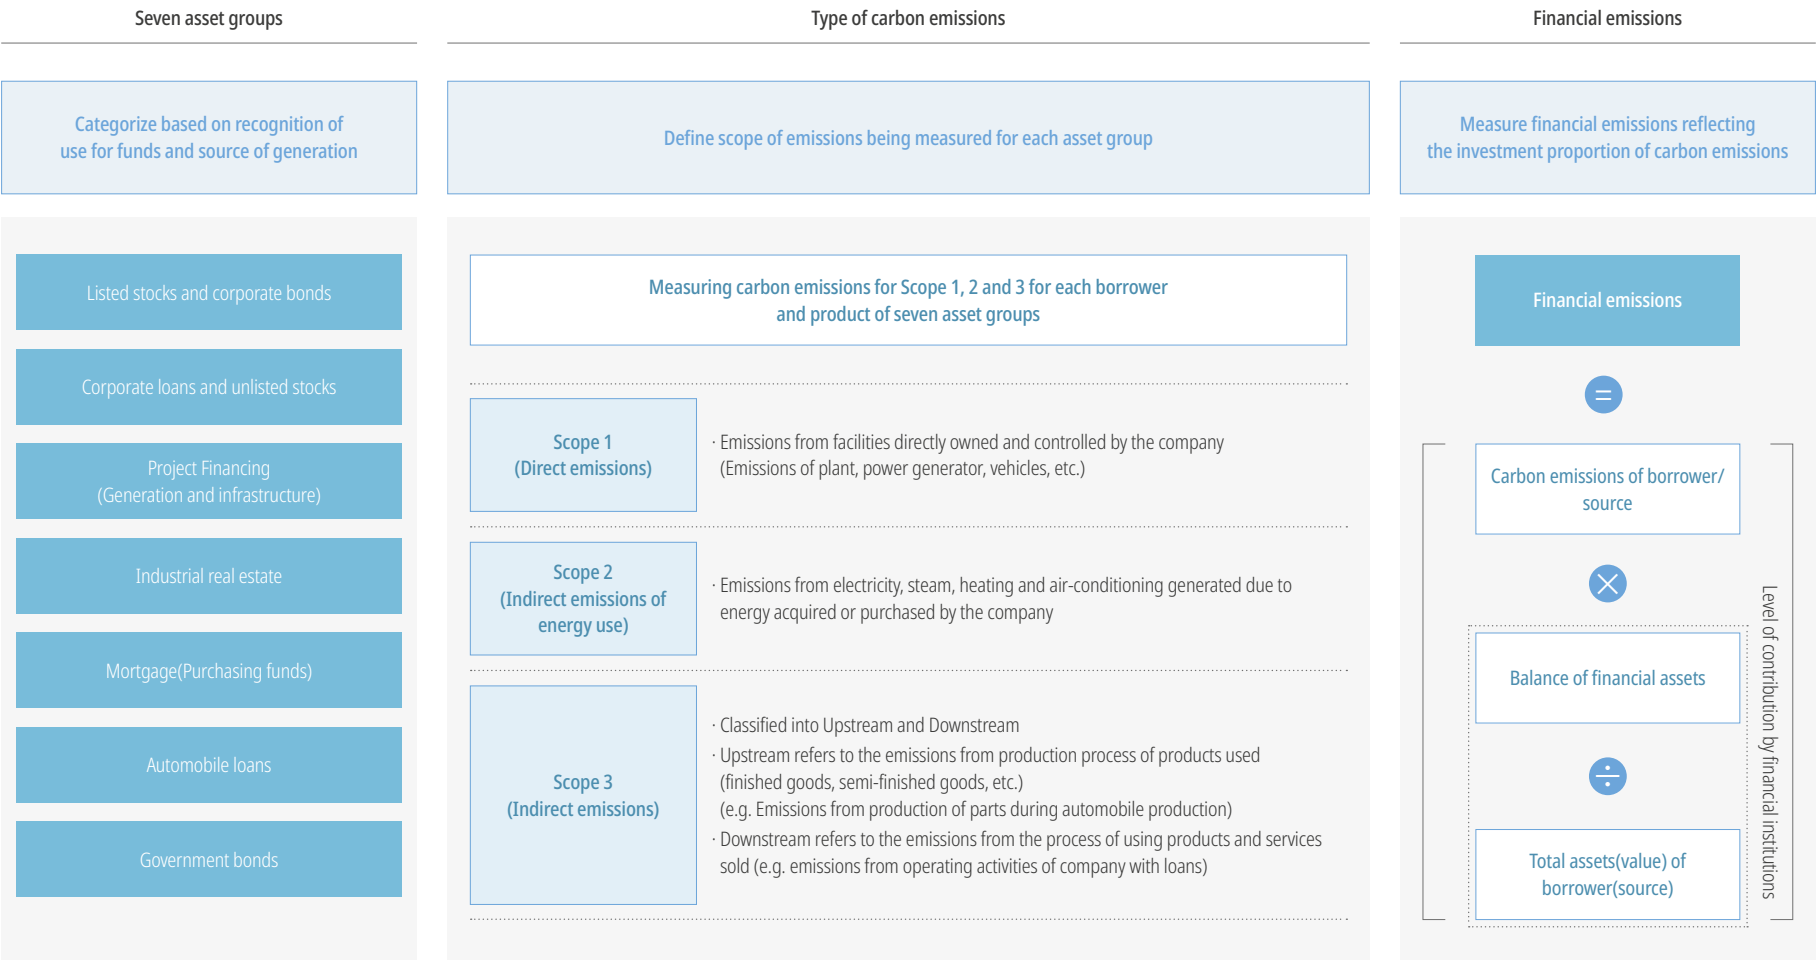 Seven asset groups
Type of carbon emissions
Financial emissions
Categorize based on recognition of
use for funds and source of generation
Define scope of emissions being measured for each asset group
Measure financial emissions reflecting
the investment proportion of carbon emissions
Listed stocks and corporate bonds
Corporate loans and unlisted stocks
Project Financing
(Generation and infrastructure)
Industrial real estate
Mortgage(Purchasing funds)
Automobile loans
Government bonds
Measuring carbon emissions for Scope 1, 2 and 3 for each borrower
and product of seven asset groups
Scope 1
(Direct emissions)
· Emissions from facilities directly owned and controlled by the company
(Emissions of plant, power generator, vehicles, etc.)
Scope 2
(Indirect emissions of
energy use)
· Emissions from electricity, steam, heating and air-conditioning generated due to
energy acquired or purchased by the company
Scope 3
(Indirect emissions)
· Classified into Upstream and Downstream
· Upstream refers to the emissions from production process of products used
(finished goods, semi-finished goods, etc.)
(e.g. Emissions from production of parts during automobile production)
· Downstream refers to the emissions from the process of using products and services
sold (e.g. emissions from operating activities of company with loans)
Financial emissions
=
Carbon emissions of borrower/
source
×
Balance of financial assets
÷
Total assets(value) of
borrower(source)
Level of contribution by financial institutions